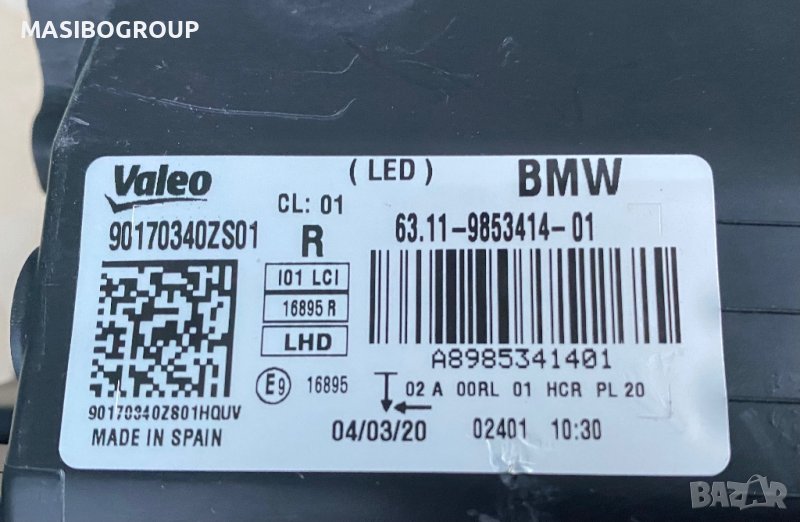 MASIBOGROUP
Valeo
( LED )
BMW
CL: 01
90170340ZS01
R
63.11-9853414-01
I01 LCI
16895 R
LHD
A8985341401
E9
16895
02 A 00RL 01 HCR PL 20
90170340ZS01HQUV
MADE IN SPAIN
04/03/20
02401 10:30
BAZAR